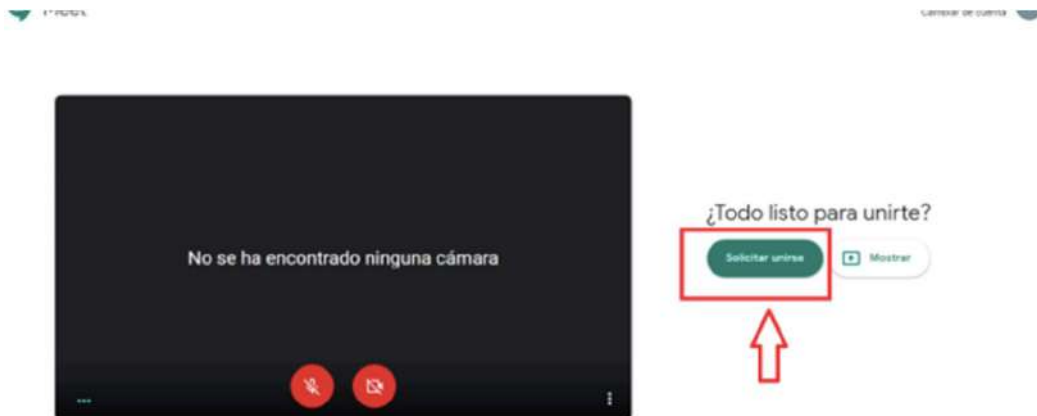 Meet
Cambiar de cuenta
¿Todo listo para unirte?
No se ha encontrado ninguna cámara
Solicitar unirse
Mostrar